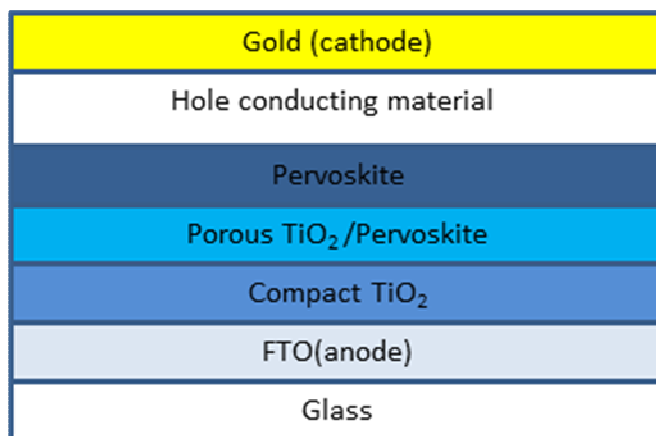 Gold (cathode)
Hole conducting material
Pervoskite
Porous TiO₂/Pervoskite
Compact TiO₂
FTO(anode)
Glass